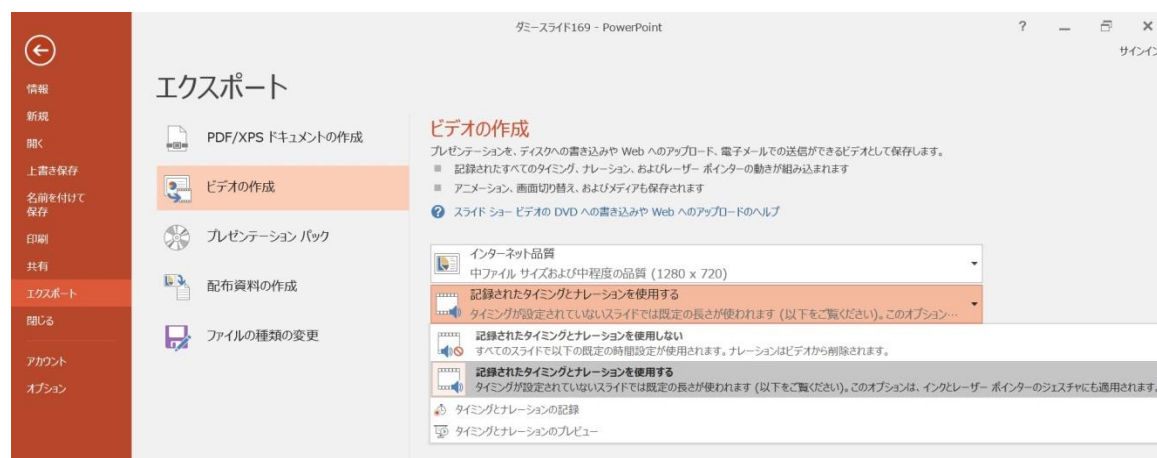 ダミースライド169 - PowerPoint
?
サインイン
情報
新規
開く
上書き保存
名前を付けて
保存
印刷
共有
エクスポート
閉じる
アカウント
オプション
エクスポート
PDF/XPS ドキュメントの作成
ビデオの作成
プレゼンテーション パック
配布資料の作成
ファイルの種類の変更
ビデオの作成
プレゼンテーションを、ディスクへの書き込みや Web へのアップロード、電子メールでの送信ができるビデオとして保存します。
記録されたすべてのタイミング、ナレーション、およびレーザー ポインターの動きが組み込まれます
アニメーション、画面切り替え、およびメディアも保存されます
スライド ショー ビデオの DVD への書き込みや Web へのアップロードのヘルプ
インターネット品質
中ファイル サイズおよび中程度の品質 (1280 x 720)
記録されたタイミングとナレーションを使用する
タイミングが設定されていないスライドでは既定の長さが使われます (以下をご覧ください)。このオプション…
記録されたタイミングとナレーションを使用しない
すべてのスライドで以下の既定の時間設定が使用されます。ナレーションはビデオから削除されます。
記録されたタイミングとナレーションを使用する
タイミングが設定されていないスライドでは既定の長さが使われます (以下をご覧ください)。このオプションは、インクとレーザー ポインターのジェスチャにも適用されます。
タイミングとナレーションの記録
タイミングとナレーションのプレビュー